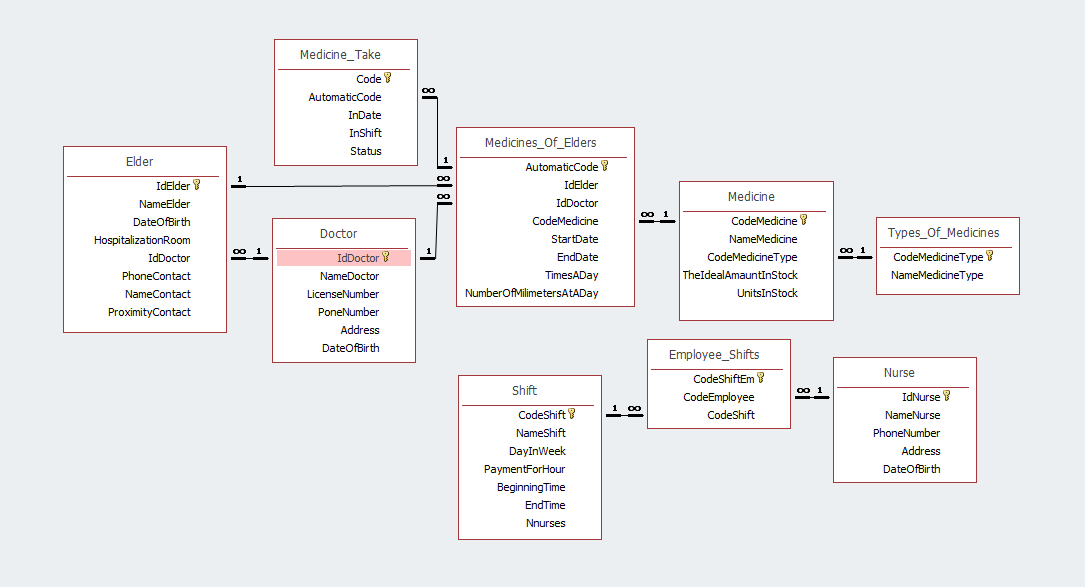 Medicine_Take
Code
AutomaticCode
InDate
InShift
Status
Elder
IdElder
NameElder
DateOfBirth
HospitalizationRoom
IdDoctor
PhoneContact
NameContact
ProximityContact
Doctor
IdDoctor
NameDoctor
LicenseNumber
PoneNumber
Address
DateOfBirth
Medicines_Of_Elders
AutomaticCode
IdElder
IdDoctor
CodeMedicine
StartDate
EndDate
TimesADay
NumberOfMilimetersAtADay
Medicine
CodeMedicine
NameMedicine
CodeMedicineType
TheIdealAmauntInStock
UnitsInStock
Types_Of_Medicines
CodeMedicineType
NameMedicineType
Shift
CodeShift
NameShift
DayInWeek
PaymentForHour
BeginningTime
EndTime
Nnurses
Employee_Shifts
CodeShiftEm
CodeEmployee
CodeShift
Nurse
IdNurse
NameNurse
PhoneNumber
Address
DateOfBirth
∞ 1
1 ∞
∞ 1
∞ 1
∞ 1
∞ 1
1 ∞
∞ 1